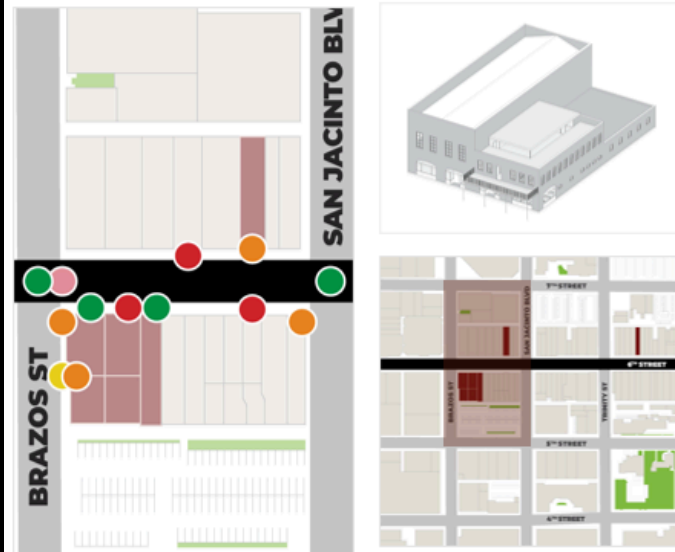 SAN JACINTO BLV
BRAZOS ST
7TH STREET
SAN JACINTO BLVD
6TH STREET
BRAZOS ST
TRINITY ST
5TH STREET
4TH STREET